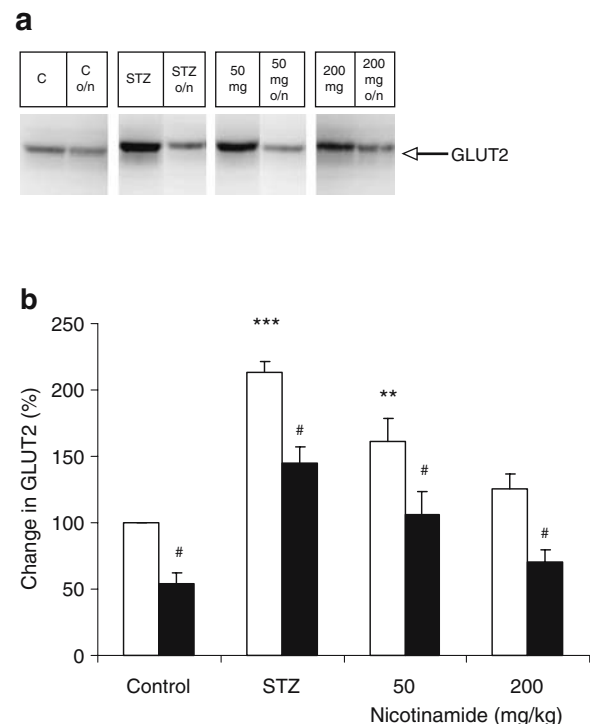 a
C
C o/n
STZ
STZ o/n
50 mg
50 mg o/n
200 mg
200 mg o/n
GLUT2
b
Change in GLUT2 (%)
250
200
150
100
50
0
***
**
#
#
#
#
Control
STZ
50
200
Nicotinamide (mg/kg)